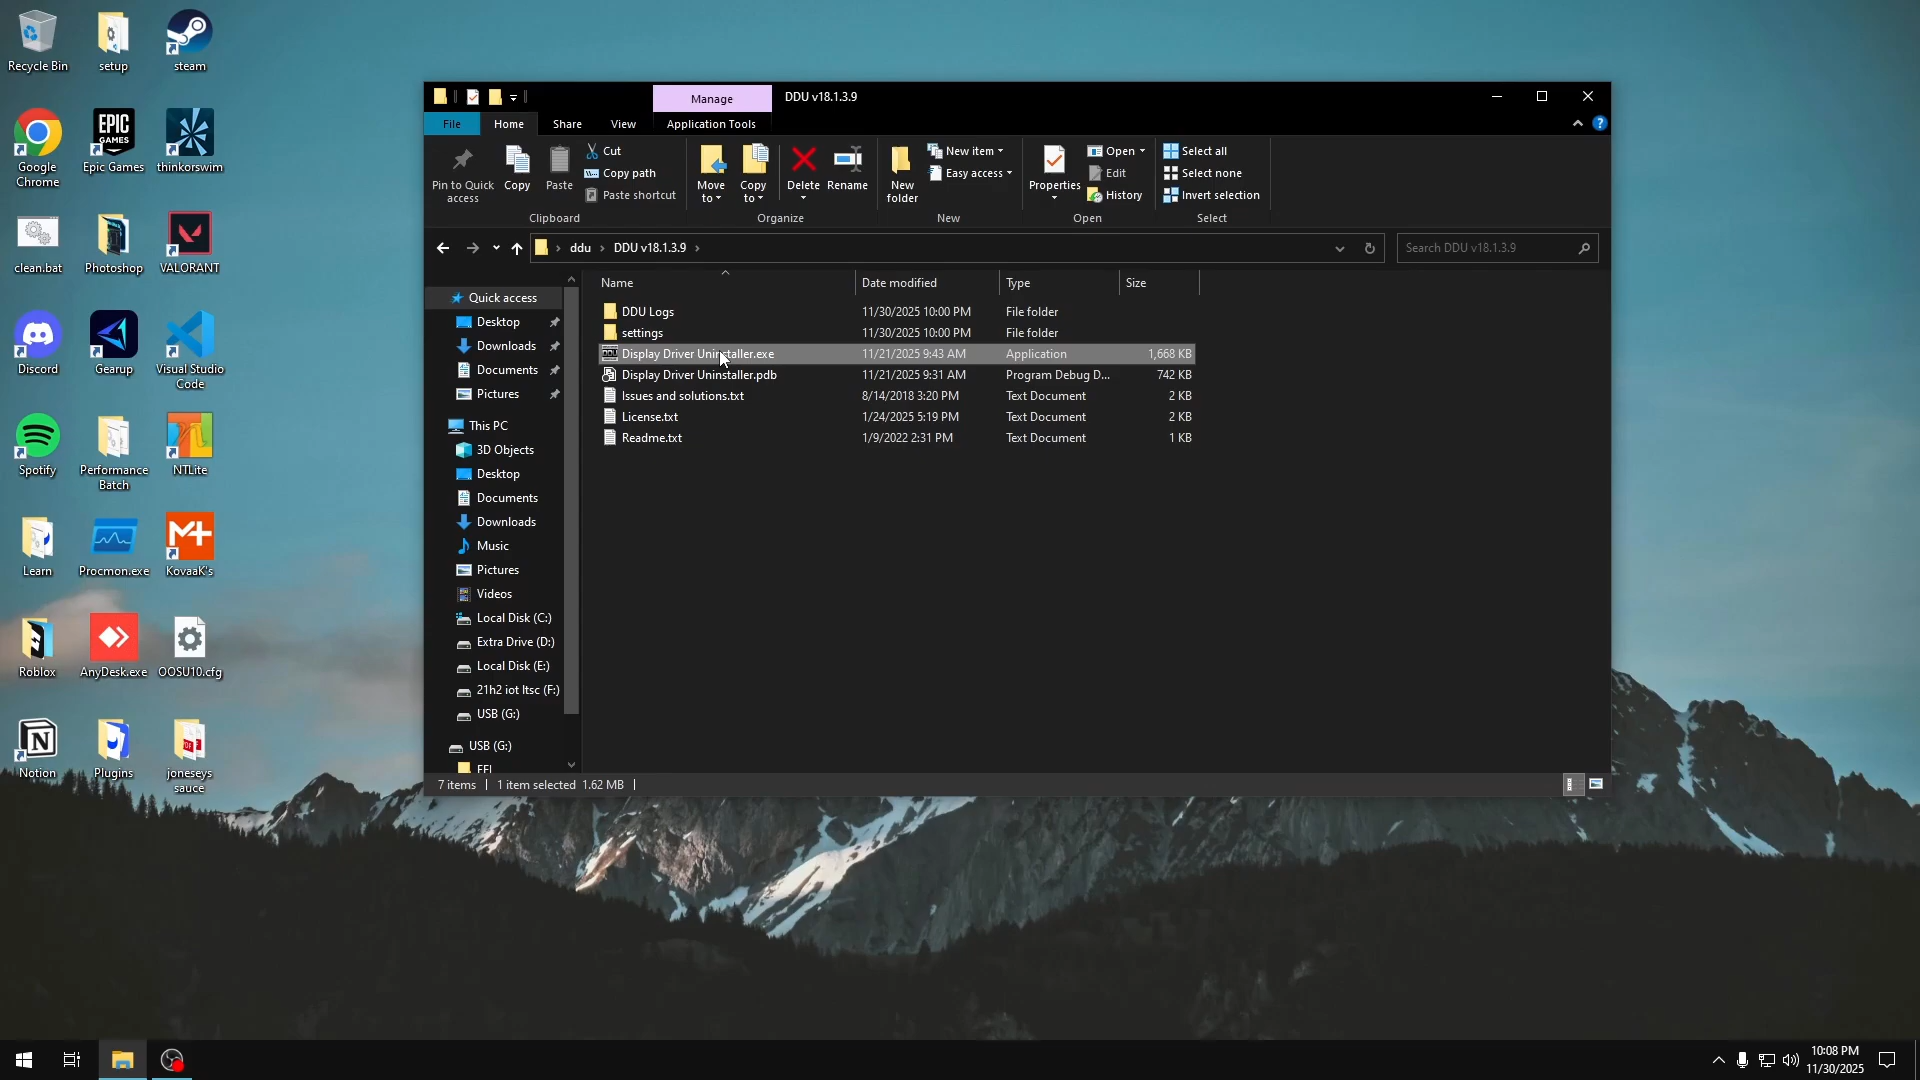 Recycle Bin
setup
steam
Google
Chrome
EPIC
GAMES
Epic Games
thinkorswim
clean.bat
Photoshop
VALORANT
Discord
Gearup
Visual Studio
Code
Spotify
Performance
Batch
NTLite
Learn
Procmon.exe
KovaaK's
Roblox
AnyDesk.exe
OOSU10.cfg
Notion
Plugins
joneseys
sauce
Manage
DDU v18.1.3.9
File
Home
Share
View
Application Tools
Pin to Quick
access
Copy
Paste
Cut
Copy path
Paste shortcut
Clipboard
Move
to
Copy
to
Delete
Rename
Organize
New
folder
New item
Easy access
New
Properties
Open
Edit
History
Open
Select all
Select none
Invert selection
Select
ddu
DDU v18.1.3.9
Search DDU v18.1.3.9
Quick access
Desktop
Downloads
Documents
Pictures
This PC
3D Objects
Desktop
Documents
Downloads
Music
Pictures
Videos
Local Disk (C:)
Extra Drive (D:)
Local Disk (E:)
21h2 iot ltsc (F:)
USB (G:)
USB (G:)
EFI
Name Date modified Type Size
DDU Logs 11/30/2025 10:00 PM File folder
settings 11/30/2025 10:00 PM File folder
Display Driver Uninstaller.exe 11/21/2025 9:43 AM Application 1,668 KB
Display Driver Uninstaller.pdb 11/21/2025 9:31 AM Program Debug D... 742 KB
Issues and solutions.txt 8/14/2018 3:20 PM Text Document 2 KB
License.txt 1/24/2025 5:19 PM Text Document 2 KB
Readme.txt 1/9/2022 2:31 PM Text Document 1 KB
7 items 1 item selected 1.62 MB
10:08 PM
11/30/2025